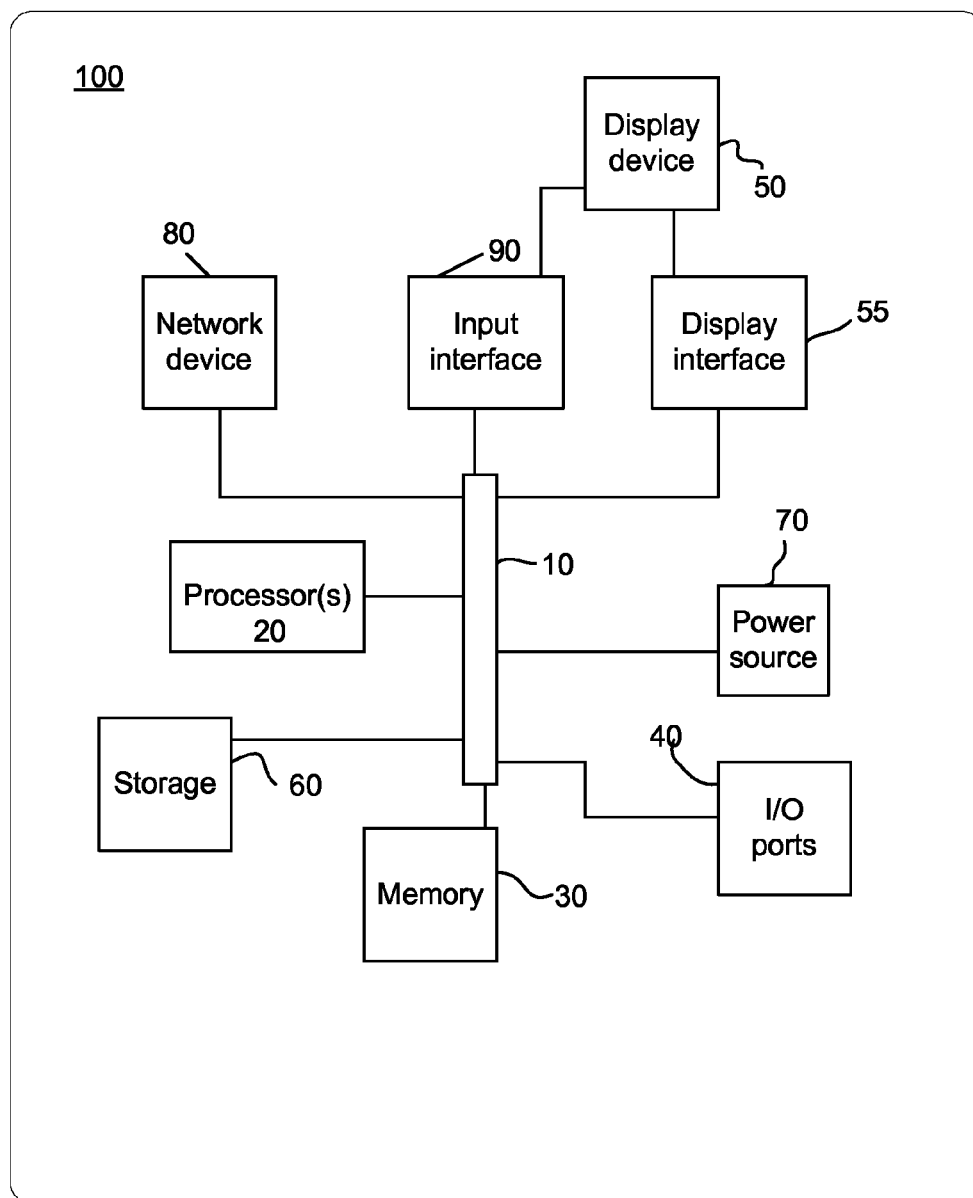 100
Display
device
50
80
90
Network
device
Input
interface
Display
interface
55
10
70
Processor(s)
20
Power
source
Storage
60
40
I/O
ports
Memory
30